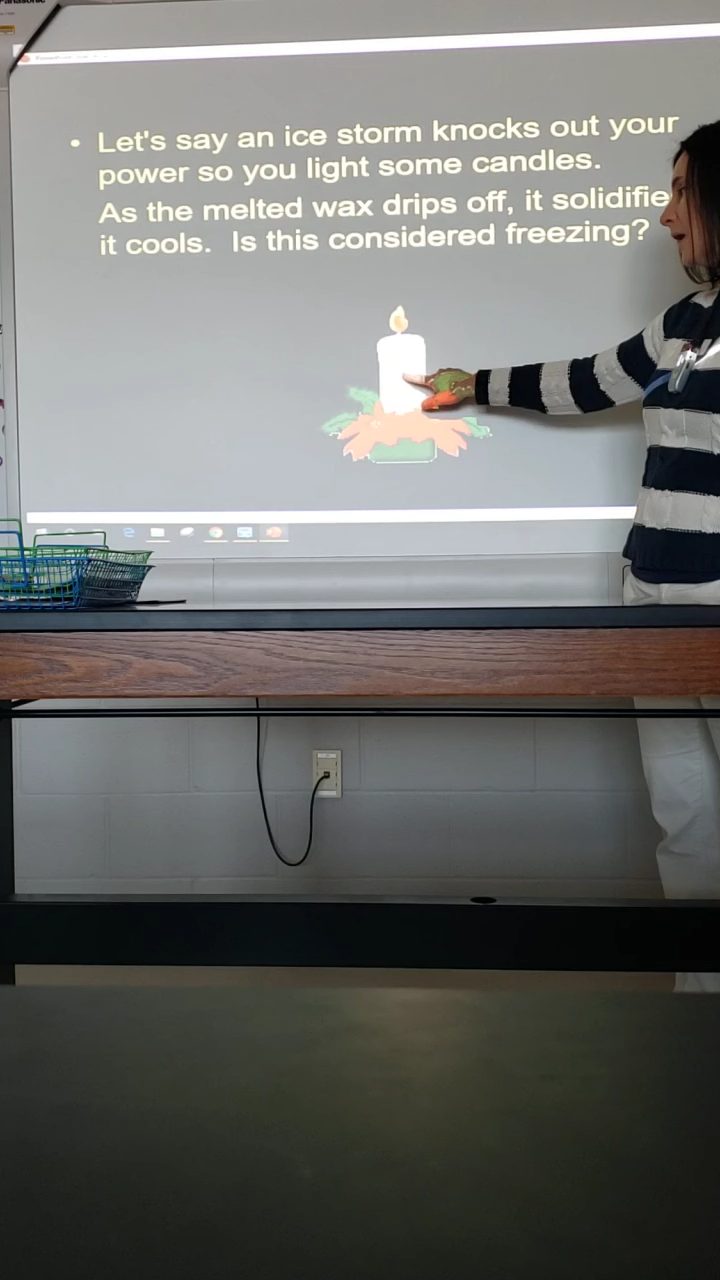 Panasonic
• Let's say an ice storm knocks out your
power so you light some candles.
As the melted wax drips off, it solidifie
it cools. Is this considered freezing?